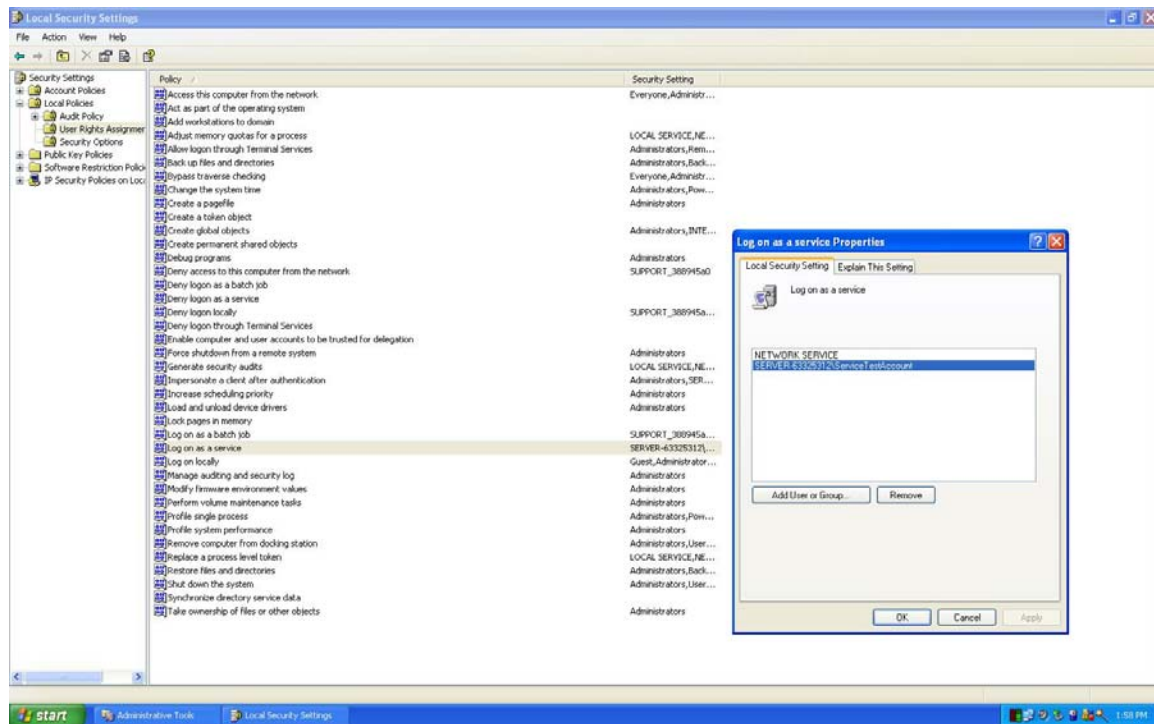 Local Security Settings
File Action View Help
Security Settings
Account Policies
Local Policies
Audit Policy
User Rights Assignmer
Security Options
Public Key Policies
Software Restriction Polici
IP Security Policies on Loca
Policy Security Setting
Access this computer from the network Everyone,Administr...
Act as part of the operating system
Add workstations to domain
Adjust memory quotas for a process LOCAL SERVICE,NE...
Allow logon through Terminal Services Administrators,Rem...
Back up files and directories Administrators,Back...
Bypass traverse checking Everyone,Administr...
Change the system time Administrators,Pow...
Create a pagefile Administrators
Create a token object
Create global objects Administrators,INTE...
Create permanent shared objects
Debug programs Administrators
Deny access to this computer from the network SUPPORT_388945a0
Deny logon as a batch job
Deny logon as a service
Deny logon locally SUPPORT_388945a...
Deny logon through Terminal Services
Enable computer and user accounts to be trusted for delegation
Force shutdown from a remote system Administrators
Generate security audits LOCAL SERVICE,NE...
Impersonate a client after authentication Administrators,SER...
Increase scheduling priority Administrators
Load and unload device drivers Administrators
Lock pages in memory
Log on as a batch job SUPPORT_388945a...
Log on as a service SERVER-63325312\,...
Log on locally Guest,Administrator...
Manage auditing and security log Administrators
Modify firmware environment values Administrators
Perform volume maintenance tasks Administrators
Profile single process Administrators,Pow...
Profile system performance Administrators
Remove computer from docking station Administrators,User...
Replace a process level token LOCAL SERVICE,NE...
Restore files and directories Administrators,Back...
Shut down the system Administrators,User...
Synchronize directory service data
Take ownership of files or other objects Administrators
Log on as a service Properties
Local Security Setting Explain This Setting
Log on as a service
NETWORK SERVICE
SERVER-63325312\ServiceTestAccount
Add User or Group... Remove
OK Cancel Apply
start Administrative Tools Local Security Settings 1:58 PM